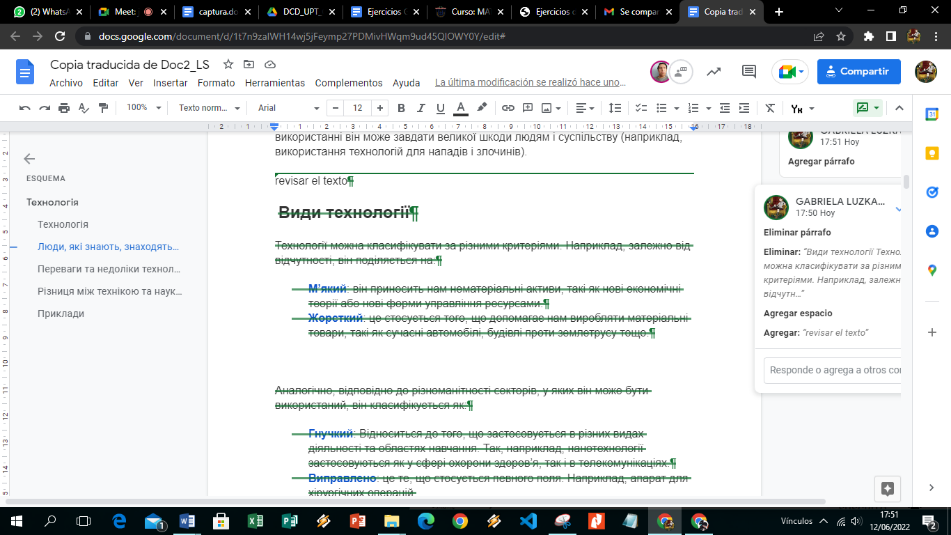 (2) WhatsA
Meet:
captura.do
DCD_UPT_
Ejercicios
Curso: MA
Ejercicios
Se compar
Copia trad
docs.google.com/document/d/1t7n9zaIWH14wj5jFeymp27PDMivHWqm9ud45QIOWY0Y/edit#
Copia traducida de Doc2_LS
Archivo Editar Ver Insertar Formato Herramientas Complementos Ayuda La última modificación se realizó hace uno...
Compartir
100% Texto norm... Arial 12
використанні він може завдати великої шкоди людям і суспільству (наприклад,
використання технологій для нападів і злочинів).
revisar el texto¶
Види технології¶
Технології можна класифікувати за різними критеріями. Наприклад, залежно від
відчутності, він поділяється на:¶
М'який: він приносить нам нематеріальні активи, такі як нові економічні
теорії або нові форми управління ресурсами.¶
Жорсткий: це стосується того, що допомагає нам виробляти матеріальні
товари, такі як сучасні автомобілі, будівлі проти землетрусу тощо.¶
Аналогічно, відповідно до різноманітності секторів, у яких він може бути
використаний, він класифікується як:¶
Гнучкий: Відноситься до того, що застосовується в різних видах
діяльності та областях навчання. Так, наприклад, нанотехнології
застосовуються як у сфері охорони здоров'я, так і в телекомунікаціях.¶
Виправлено: це те, що стосується певного поля. Наприклад, апарат для
хірургічних операцій.
ESQUEMA
Технологія
Технологія
Люди, які знають, знаходять...
Переваги та недоліки технол...
Різниця між технікою та наук...
Приклади
17:51 Hoy
Agregar párrafo
GABRIELA LUZKA...
17:50 Hoy
Eliminar párrafo
Eliminar: "Види технології Техно
можна класифікувати за різним
критеріями. Наприклад, залежн
відчутн..."
Agregar espacio
Agregar: "revisar el texto"
Responde o agrega a otros co
Vínculos
17:51
12/06/2022